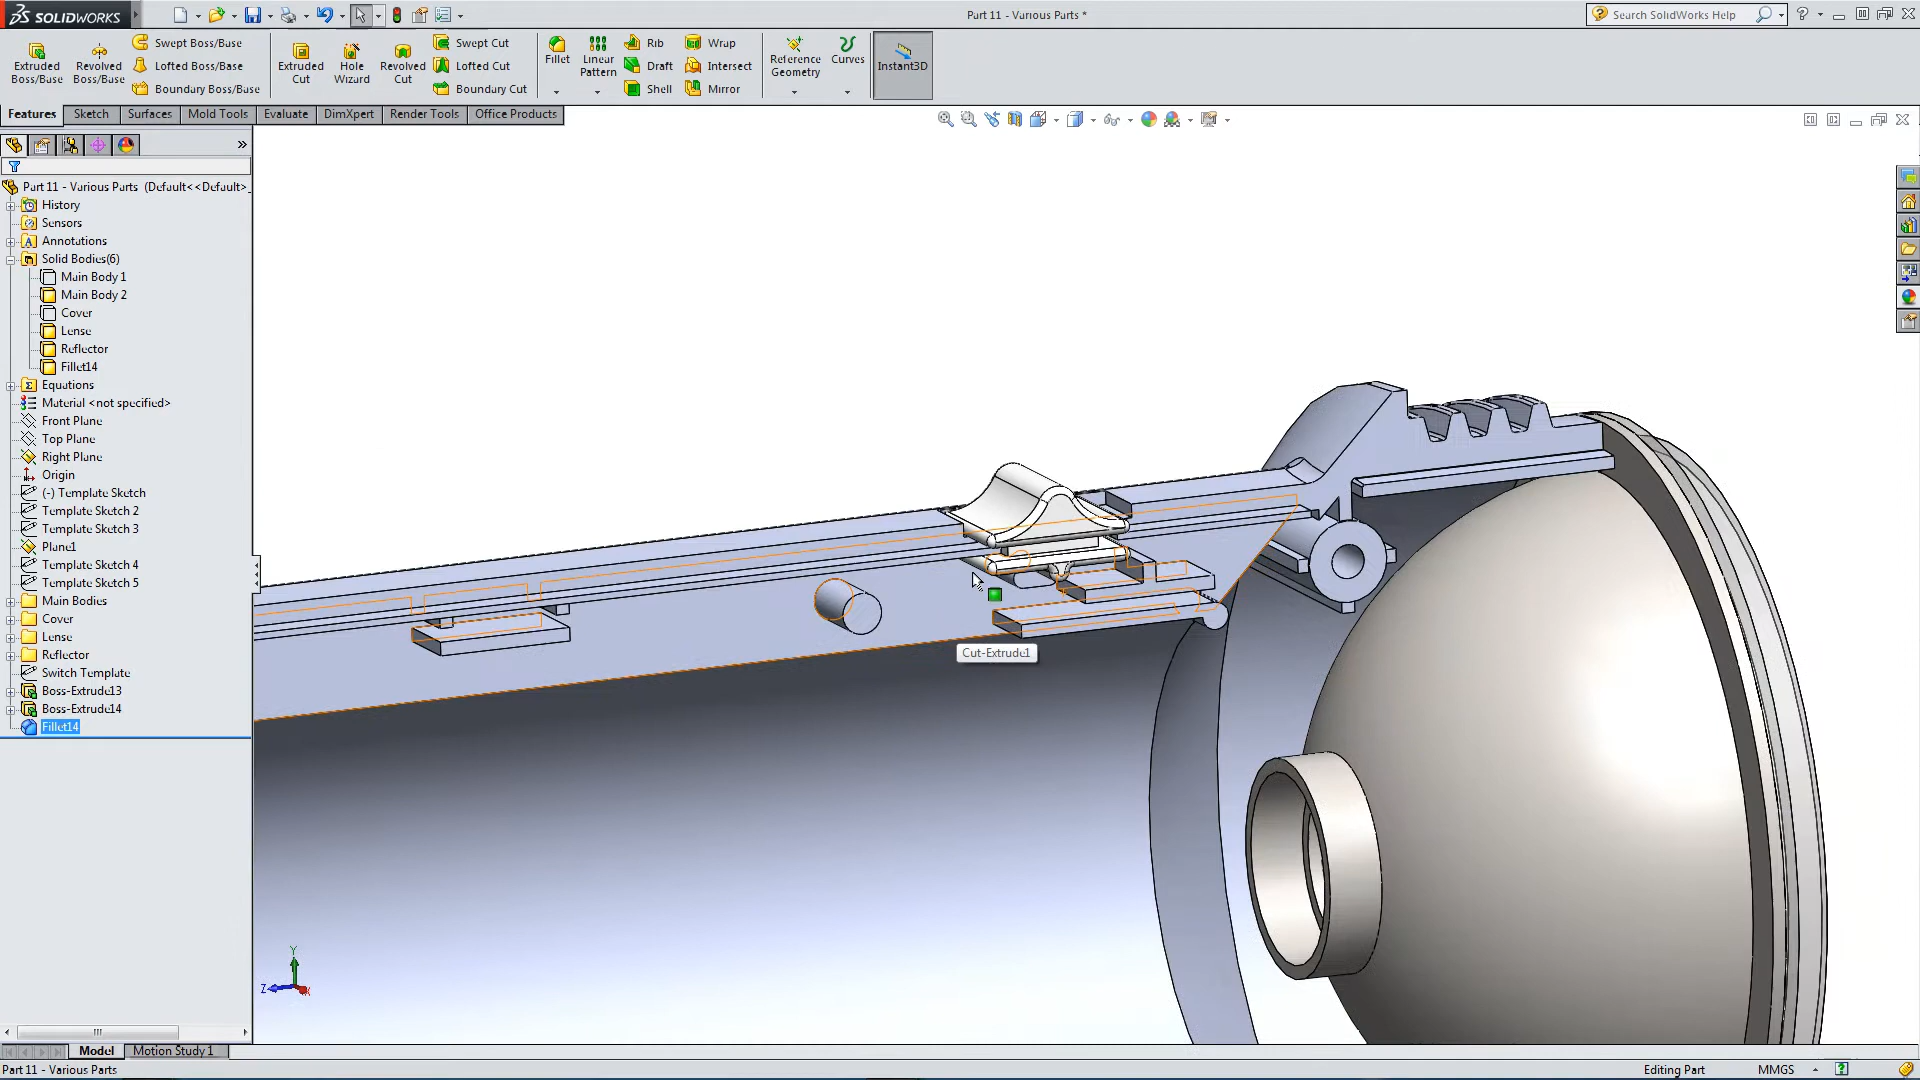 SOLIDWORKS
Part 11 - Various Parts *
Search SolidWorks Help
Extruded Boss/Base
Revolved Boss/Base
Swept Boss/Base
Lofted Boss/Base
Boundary Boss/Base
Extruded Cut
Hole Wizard
Revolved Cut
Swept Cut
Lofted Cut
Boundary Cut
Fillet
Linear Pattern
Rib
Draft
Shell
Wrap
Intersect
Mirror
Reference Geometry
Curves
Instant3D
Features
Sketch
Surfaces
Mold Tools
Evaluate
DimXpert
Render Tools
Office Products
Part 11 - Various Parts (Default<<Default>_
History
Sensors
Annotations
Solid Bodies(6)
Main Body 1
Main Body 2
Cover
Lense
Reflector
Fillet14
Equations
Material <not specified>
Front Plane
Top Plane
Right Plane
Origin
(-) Template Sketch
Template Sketch 2
Template Sketch 3
Plane1
Template Sketch 4
Template Sketch 5
Main Bodies
Cover
Lense
Reflector
Switch Template
Boss-Extrude13
Boss-Extrude14
Fillet14
Cut-Extrude1
Y
Z
X
Model
Motion Study 1
Part 11 - Various Parts
Editing Part
MMGS